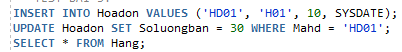 INSERT INTO Hoadon VALUES ('HD01', 'H01', 10, SYSDATE);
UPDATE Hoadon SET Soluongban = 30 WHERE Mahd = 'HD01';
SELECT * FROM Hang;